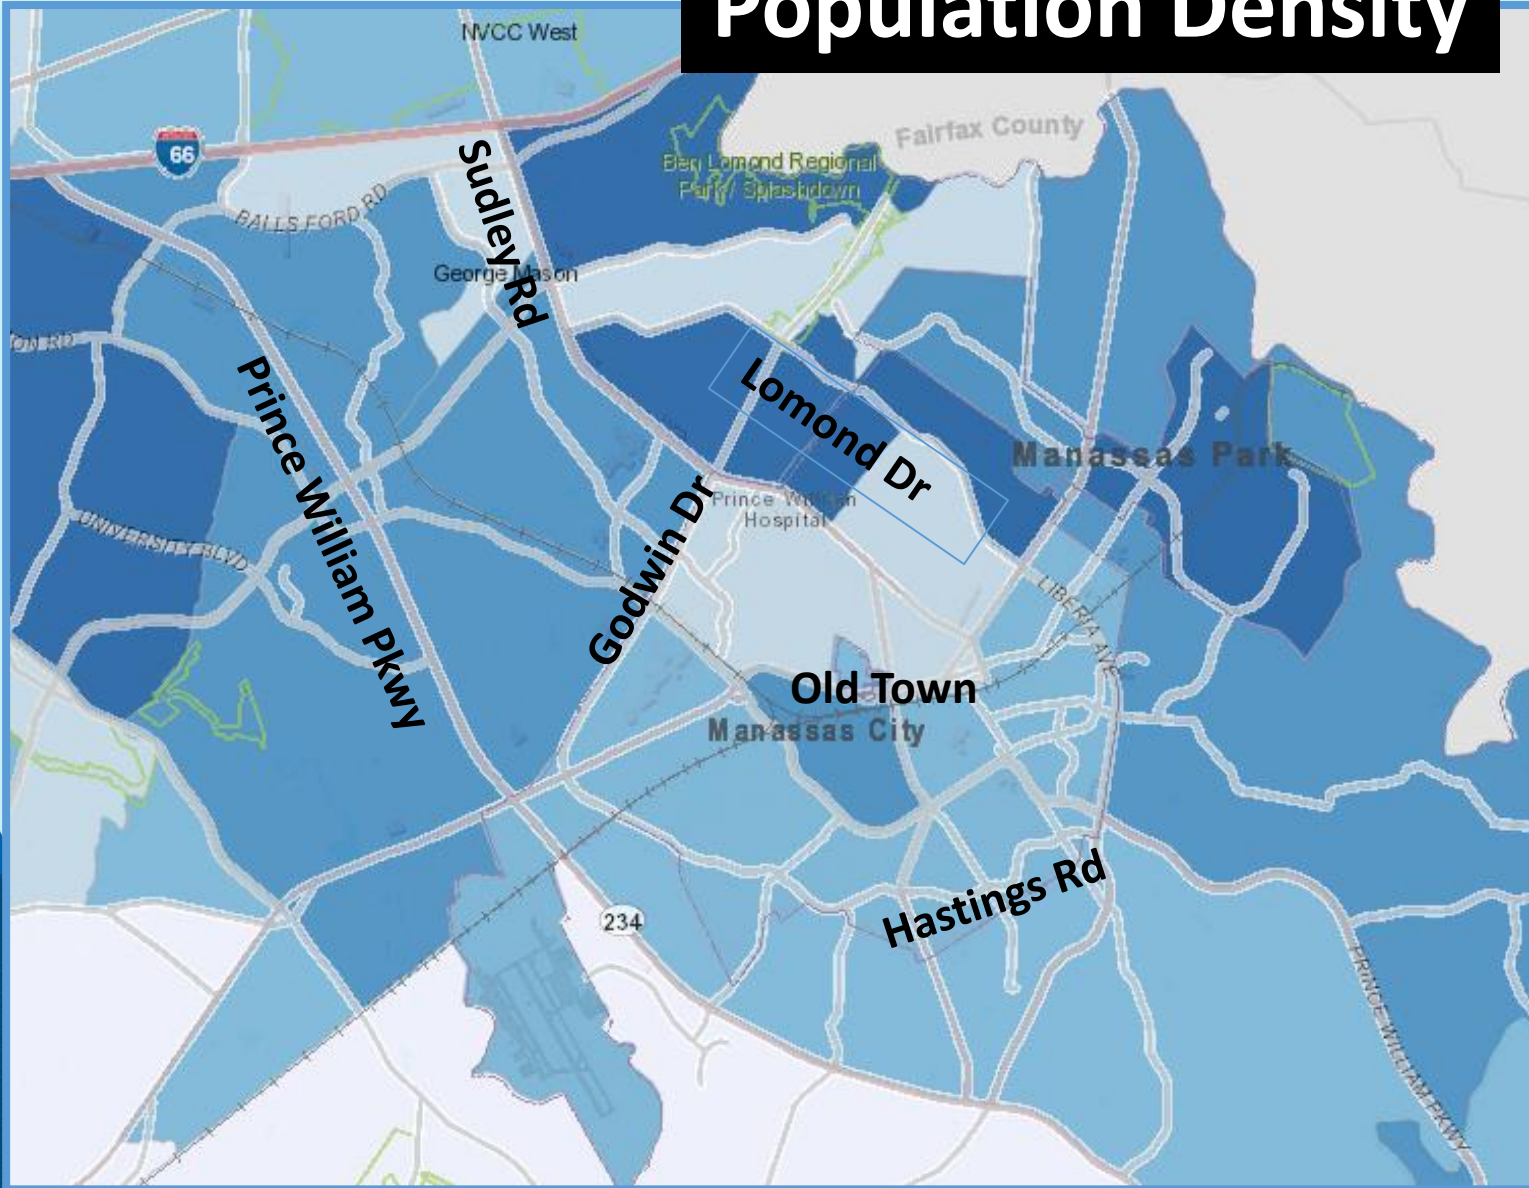 Population Density
NVCC West
66
Fairfax County
Ben Lomond Regional
Park / Splashdown
Sudley Rd
BALLS FORD RD
George Mason
ON RD
Prince William Pkwy
Lomond Dr
Manassas Park
Prince William
Hospital
UNIVERSITY BLVD
Godwin Dr
LIBERIA AVE
Old Town
Manassas City
Hastings Rd
234
PRINCE WILLIAM PKWY